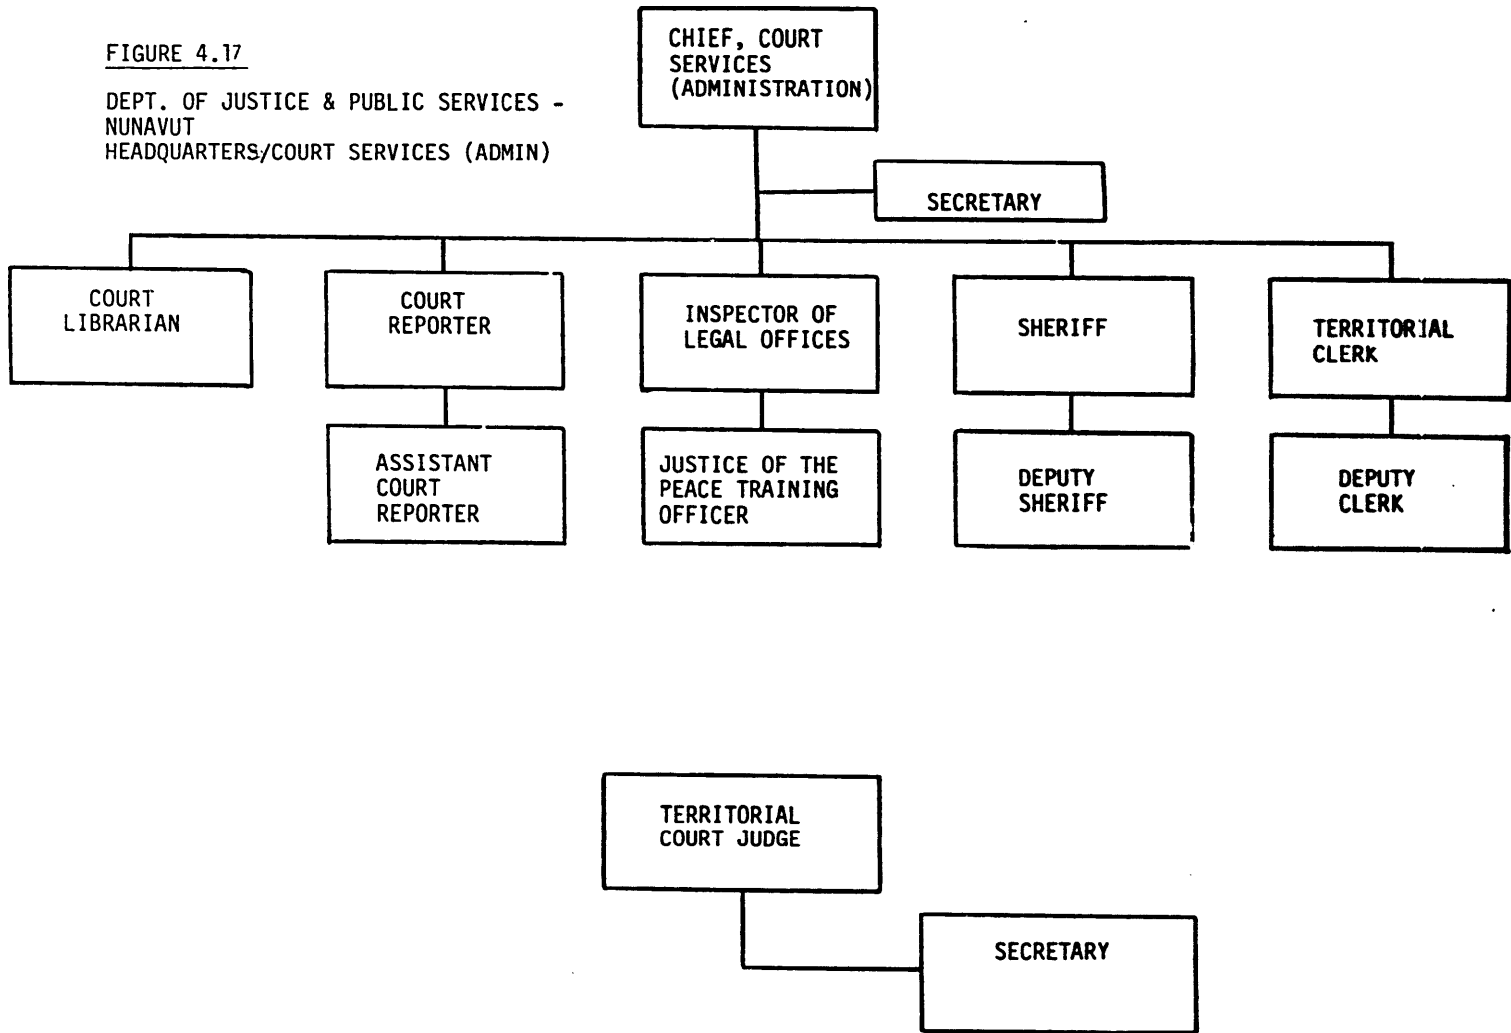 FIGURE 4.17
DEPT. OF JUSTICE & PUBLIC SERVICES -
NUNAVUT
HEADQUARTERS/COURT SERVICES (ADMIN)
CHIEF, COURT
SERVICES
(ADMINISTRATION)
SECRETARY
COURT
LIBRARIAN
COURT
REPORTER
INSPECTOR OF
LEGAL OFFICES
SHERIFF
TERRITORIAL
CLERK
ASSISTANT
COURT
REPORTER
JUSTICE OF THE
PEACE TRAINING
OFFICER
DEPUTY
SHERIFF
DEPUTY
CLERK
TERRITORIAL
COURT JUDGE
SECRETARY